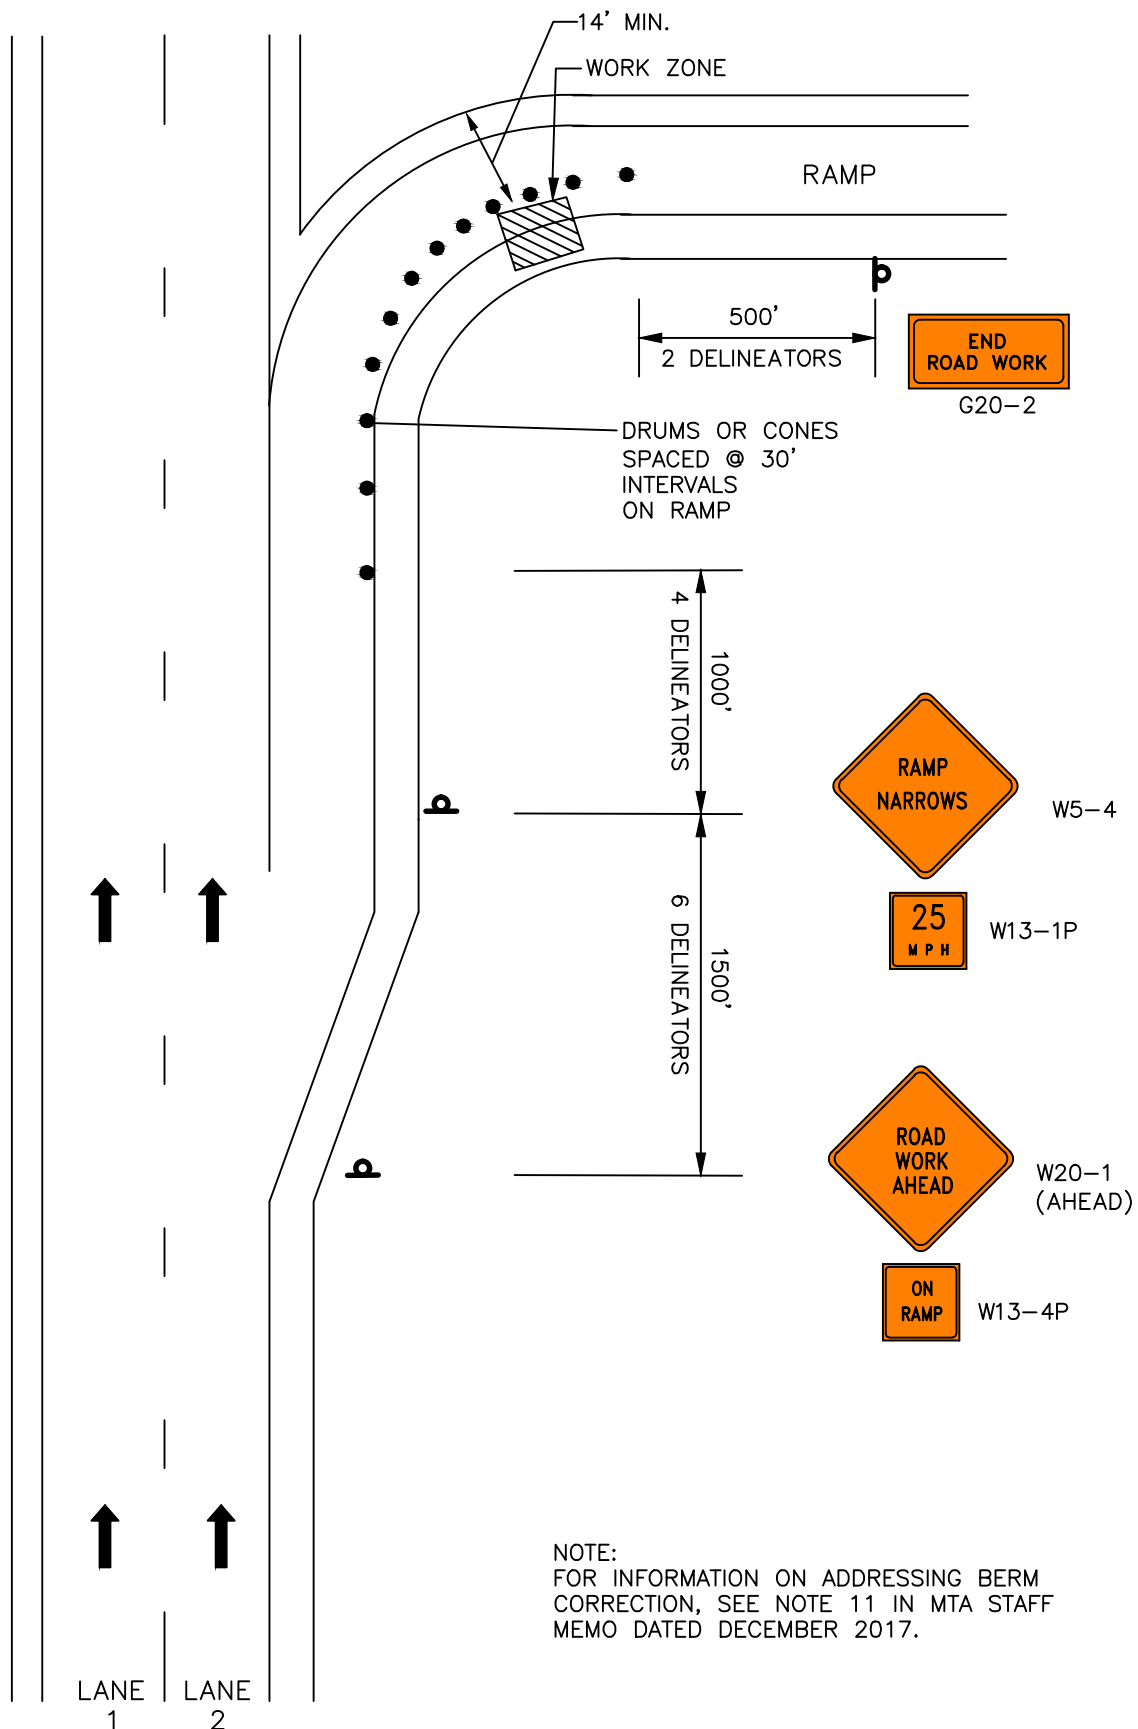 14' MIN.
WORK ZONE
RAMP
500'
2 DELINEATORS
END
ROAD WORK
G20-2
DRUMS OR CONES
SPACED @ 30'
INTERVALS
ON RAMP
1000'
4 DELINEATORS
RAMP
NARROWS
W5-4
25
MPH
W13-1P
1500'
6 DELINEATORS
ROAD
WORK
AHEAD
W20-1
(AHEAD)
ON
RAMP
W13-4P
NOTE:
FOR INFORMATION ON ADDRESSING BERM
CORRECTION, SEE NOTE 11 IN MTA STAFF
MEMO DATED DECEMBER 2017.
LANE
1
LANE
2